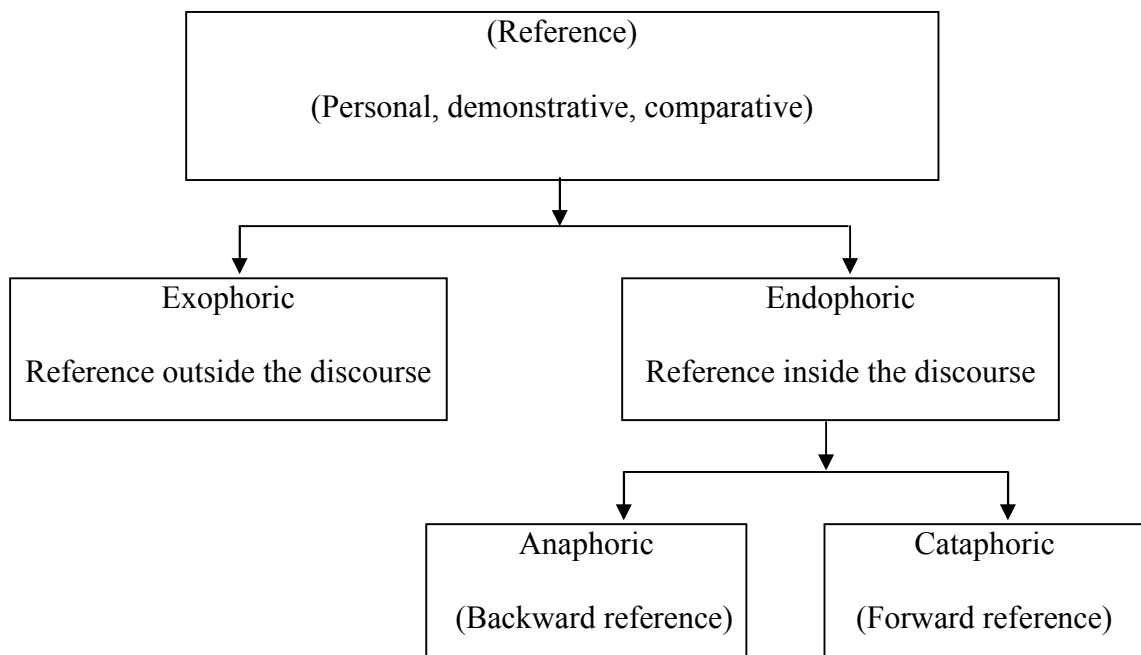 (Reference)
(Personal, demonstrative, comparative)
Exophoric
Reference outside the discourse
Endophoric
Reference inside the discourse
Anaphoric
(Backward reference)
Cataphoric
(Forward reference)